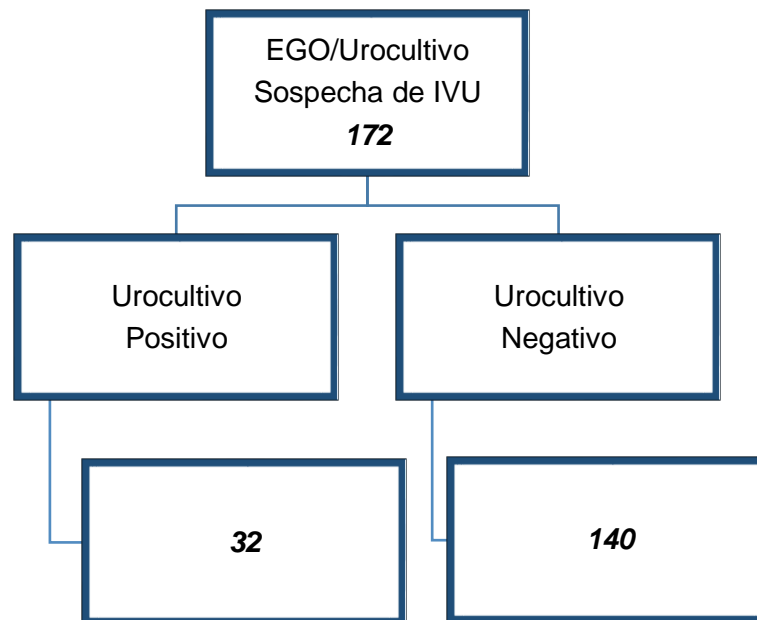 EGO/Urocultivo
Sospecha de IVU
172
Urocultivo
Positivo
Urocultivo
Negativo
32
140